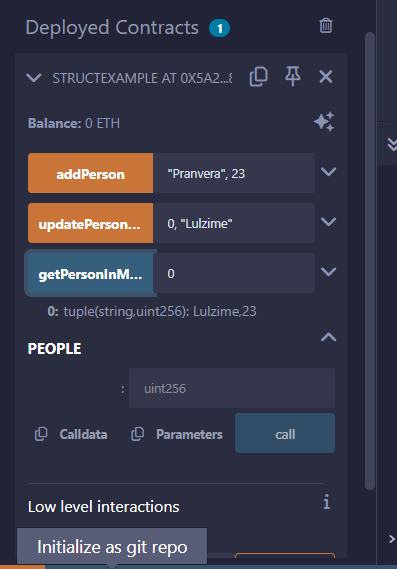 Deployed Contracts 1
STRUCTEXAMPLE AT 0X5A2...8
Balance: 0 ETH
addPerson "Pranvera", 23
updatePerson... 0, "Lulzime"
getPersonInM... 0
0: tuple(string,uint256): Lulzime,23
PEOPLE
: uint256
Calldata Parameters call
Low level interactions i
Initialize as git repo